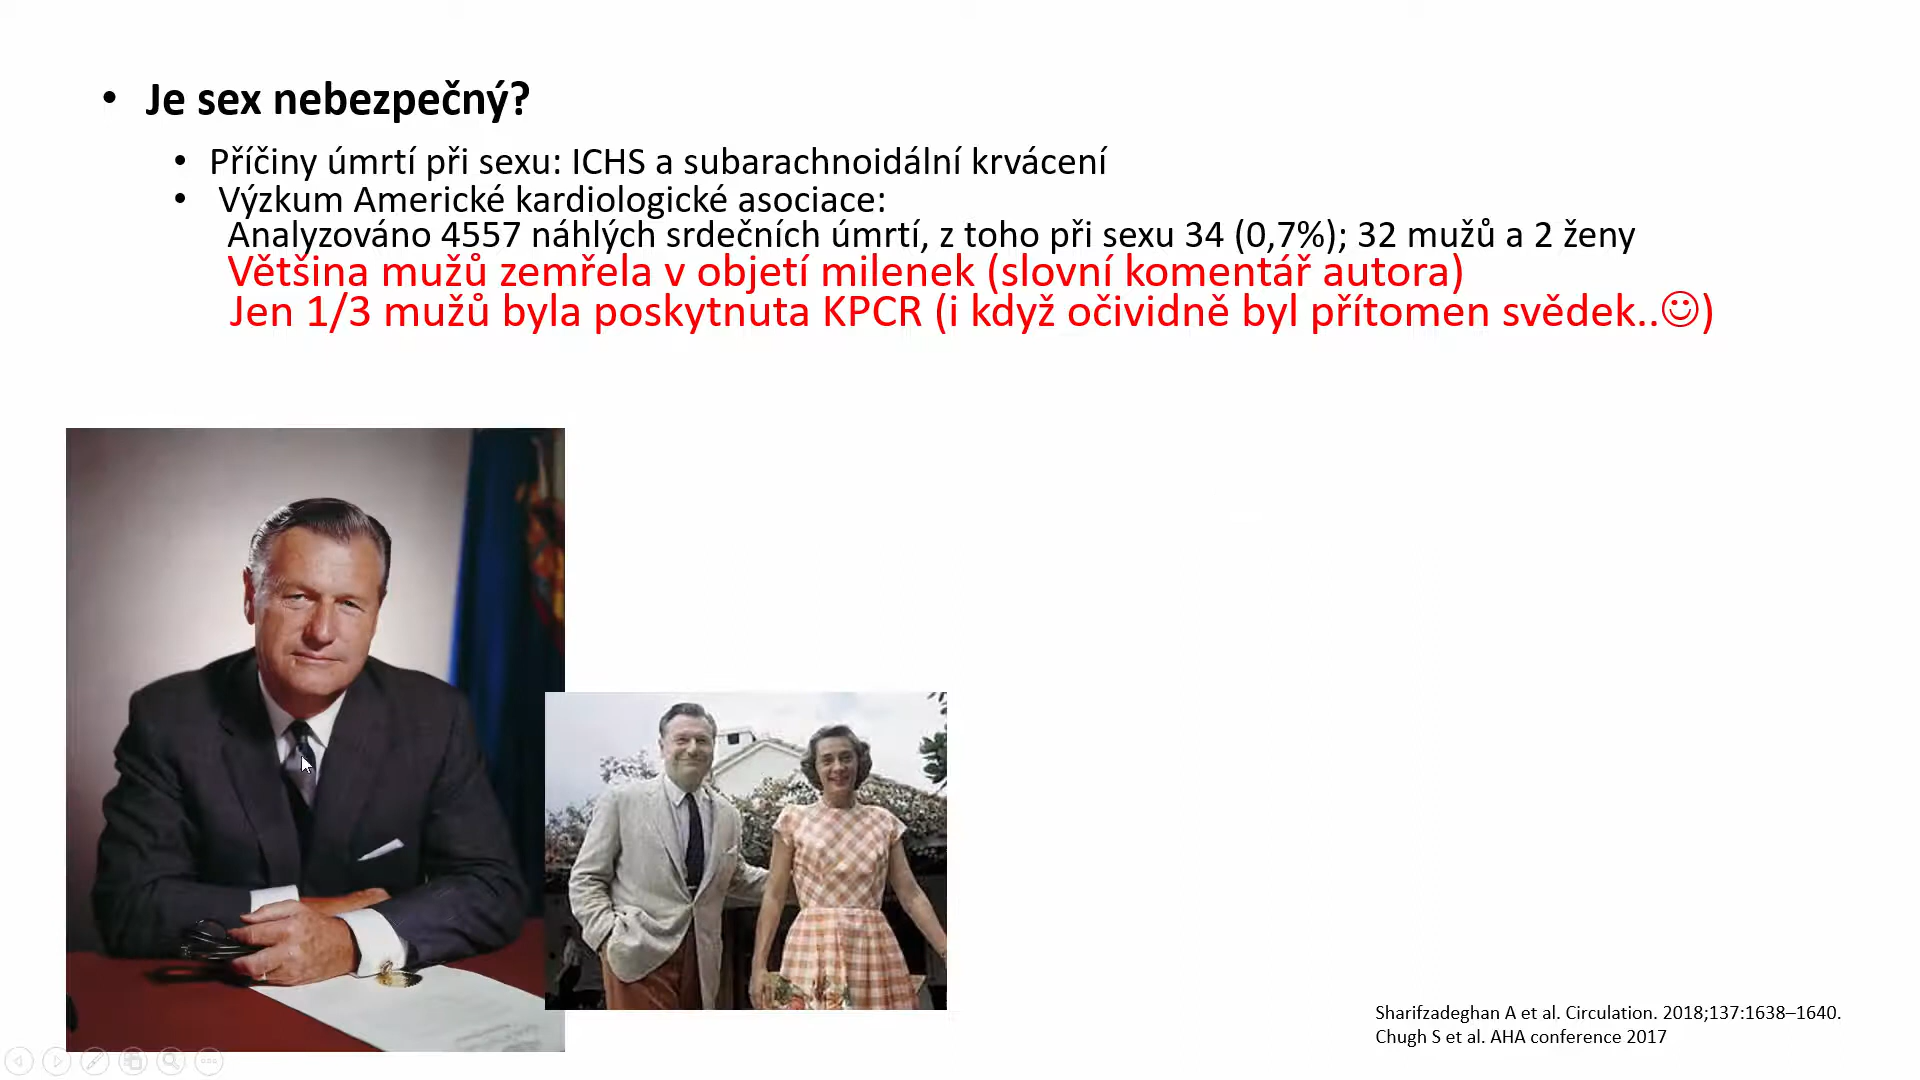 • Je sex nebezpečný?
• Příčiny úmrtí při sexu: ICHS a subarachnoidální krvácení
• Výzkum Americké kardiologické asociace:
Analyzováno 4557 náhlých srdečních úmrtí, z toho při sexu 34 (0,7%); 32 mužů a 2 ženy
Většina mužů zemřela v objetí milenek (slovní komentář autora)
Jen 1/3 mužů byla poskytnuta KPCR (i když očividně byl přítomen svědek..☺)
Sharifzadeghan A et al. Circulation. 2018;137:1638–1640.
Chugh S et al. AHA conference 2017